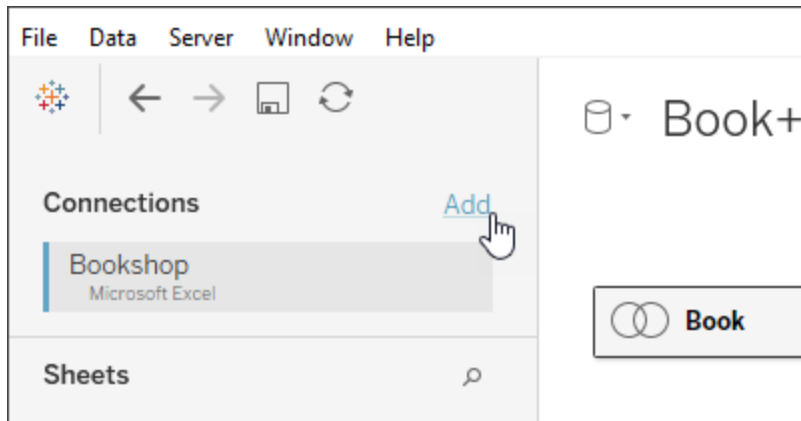 File Data Server Window Help
Book+
Connections Add
Bookshop
Microsoft Excel
Book
Sheets